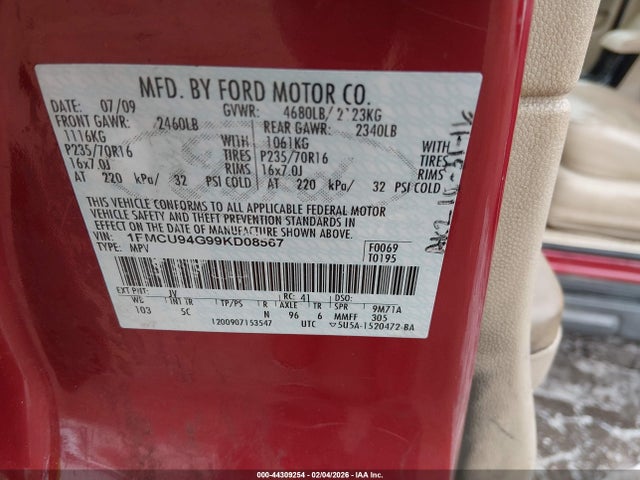 MFD. BY FORD MOTOR CO.
DATE: 07/09 GVWR: 4680LB/ 2123KG
FRONT GAWR: 2460LB REAR GAWR: 2340LB
1116KG WITH 1061KG WITH
P235/70R16 TIRES P235/70R16 TIRES
16x7.0J RIMS 16x7.0J RIMS
AT 220 kPa/ 32 PSI COLD AT 220 kPa/ 32 PSI COLD
THIS VEHICLE CONFORMS TO ALL APPLICABLE FEDERAL MOTOR
VEHICLE SAFETY AND THEFT PREVENTION STANDARDS IN
EFFECT ON THE DATE OF MANUFACTURE SHOWN ABOVE.
VIN: 1FMCU94G99KD08567 F0069
TYPE: MPV T0195
EXT PNT: JV RC: 41 DSO:
WB INT TR TP/PS R AXLE TR SPR 9M71A
103 5C N 96 6 MMFF 305
1200907153547 UTC ▽5U5A-1520472-BA
000-44309254 - 02/04/2026 - IAA Inc.